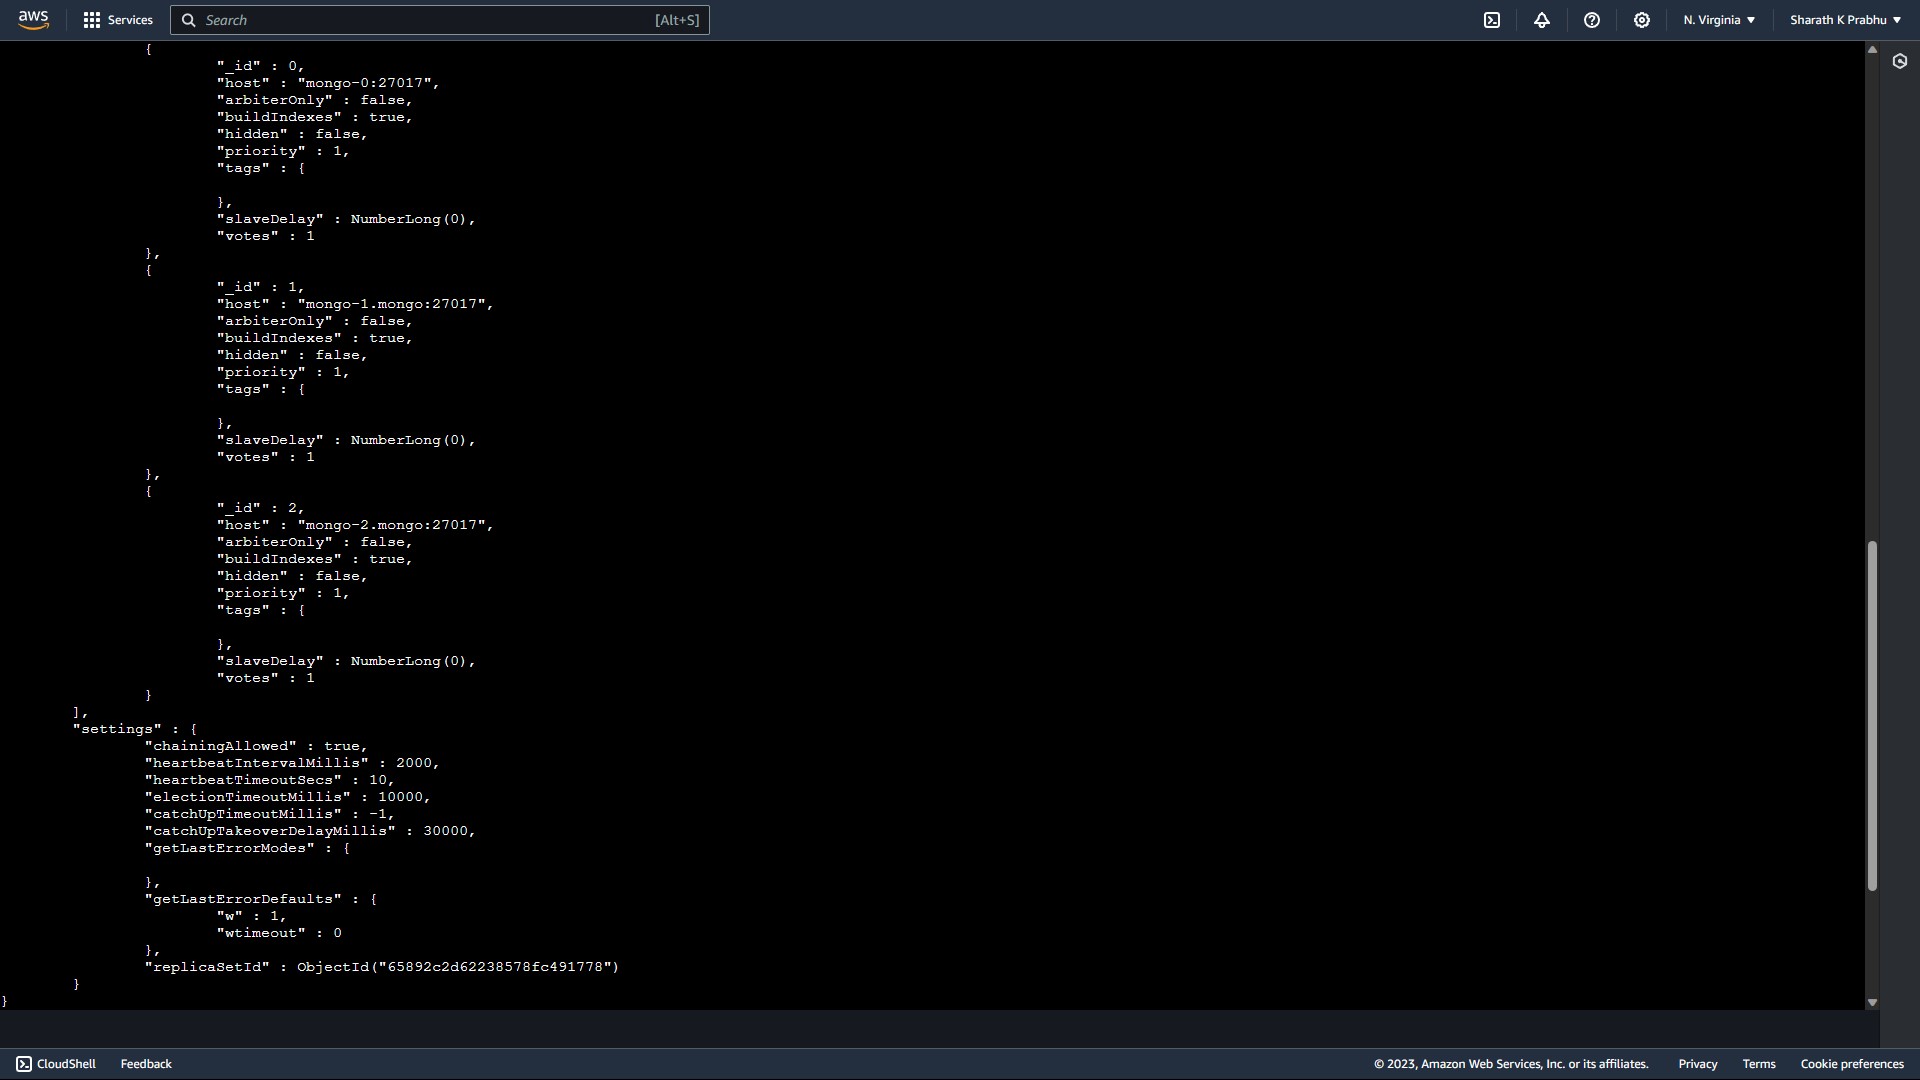 aws Services Search [Alt+S] N. Virginia ▼ Sharath K Prabhu ▼
{
"_id" : 0,
"host" : "mongo-0:27017",
"arbiterOnly" : false,
"buildIndexes" : true,
"hidden" : false,
"priority" : 1,
"tags" : {
},
"slaveDelay" : NumberLong(0),
"votes" : 1
},
{
"_id" : 1,
"host" : "mongo-1.mongo:27017",
"arbiterOnly" : false,
"buildIndexes" : true,
"hidden" : false,
"priority" : 1,
"tags" : {
},
"slaveDelay" : NumberLong(0),
"votes" : 1
},
{
"_id" : 2,
"host" : "mongo-2.mongo:27017",
"arbiterOnly" : false,
"buildIndexes" : true,
"hidden" : false,
"priority" : 1,
"tags" : {
},
"slaveDelay" : NumberLong(0),
"votes" : 1
}
],
"settings" : {
"chainingAllowed" : true,
"heartbeatIntervalMillis" : 2000,
"heartbeatTimeoutSecs" : 10,
"electionTimeoutMillis" : 10000,
"catchUpTimeoutMillis" : -1,
"catchUpTakeoverDelayMillis" : 30000,
"getLastErrorModes" : {
},
"getLastErrorDefaults" : {
"w" : 1,
"wtimeout" : 0
},
"replicaSetId" : ObjectId("65892c2d62238578fc491778")
}
}
CloudShell Feedback © 2023, Amazon Web Services, Inc. or its affiliates. Privacy Terms Cookie preferences